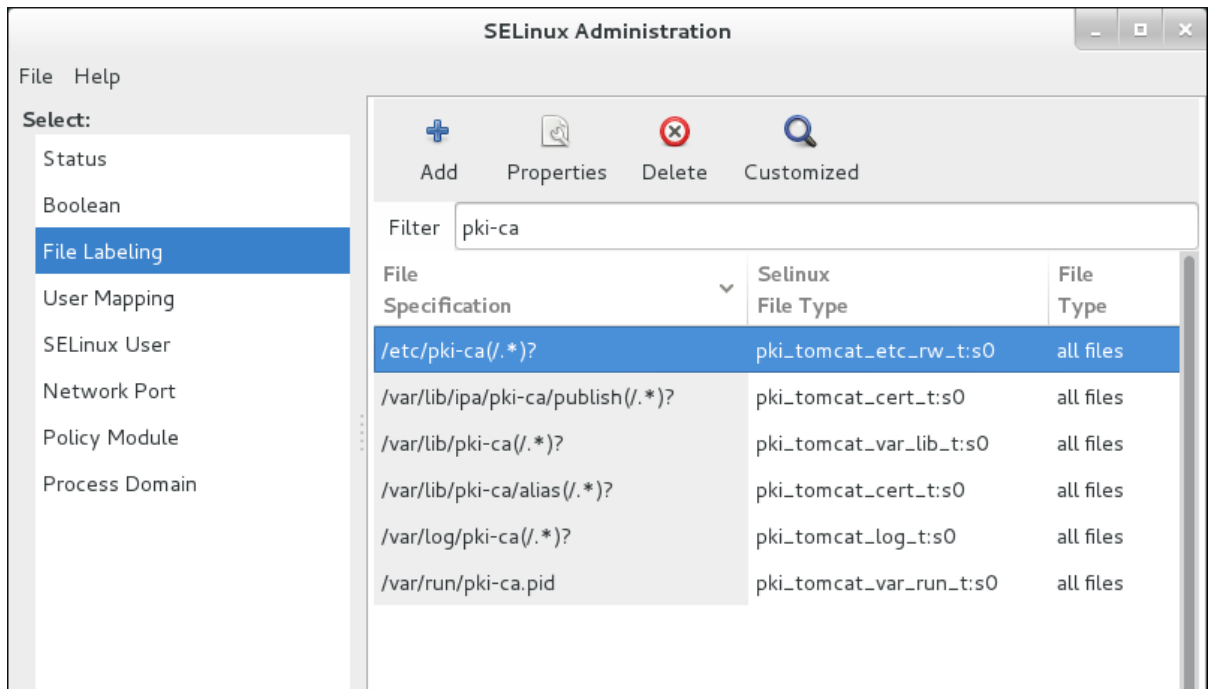 SELinux Administration
File Help
Select:
Status
Boolean
File Labeling
User Mapping
SELinux User
Network Port
Policy Module
Process Domain
Add Properties Delete Customized
Filter pki-ca
File Specification Selinux File Type File Type
/etc/pki-ca(/.*)? pki_tomcat_etc_rw_t:s0 all files
/var/lib/ipa/pki-ca/publish(/.*)? pki_tomcat_cert_t:s0 all files
/var/lib/pki-ca(/.*)? pki_tomcat_var_lib_t:s0 all files
/var/lib/pki-ca/alias(/.*)? pki_tomcat_cert_t:s0 all files
/var/log/pki-ca(/.*)? pki_tomcat_log_t:s0 all files
/var/run/pki-ca.pid pki_tomcat_var_run_t:s0 all files